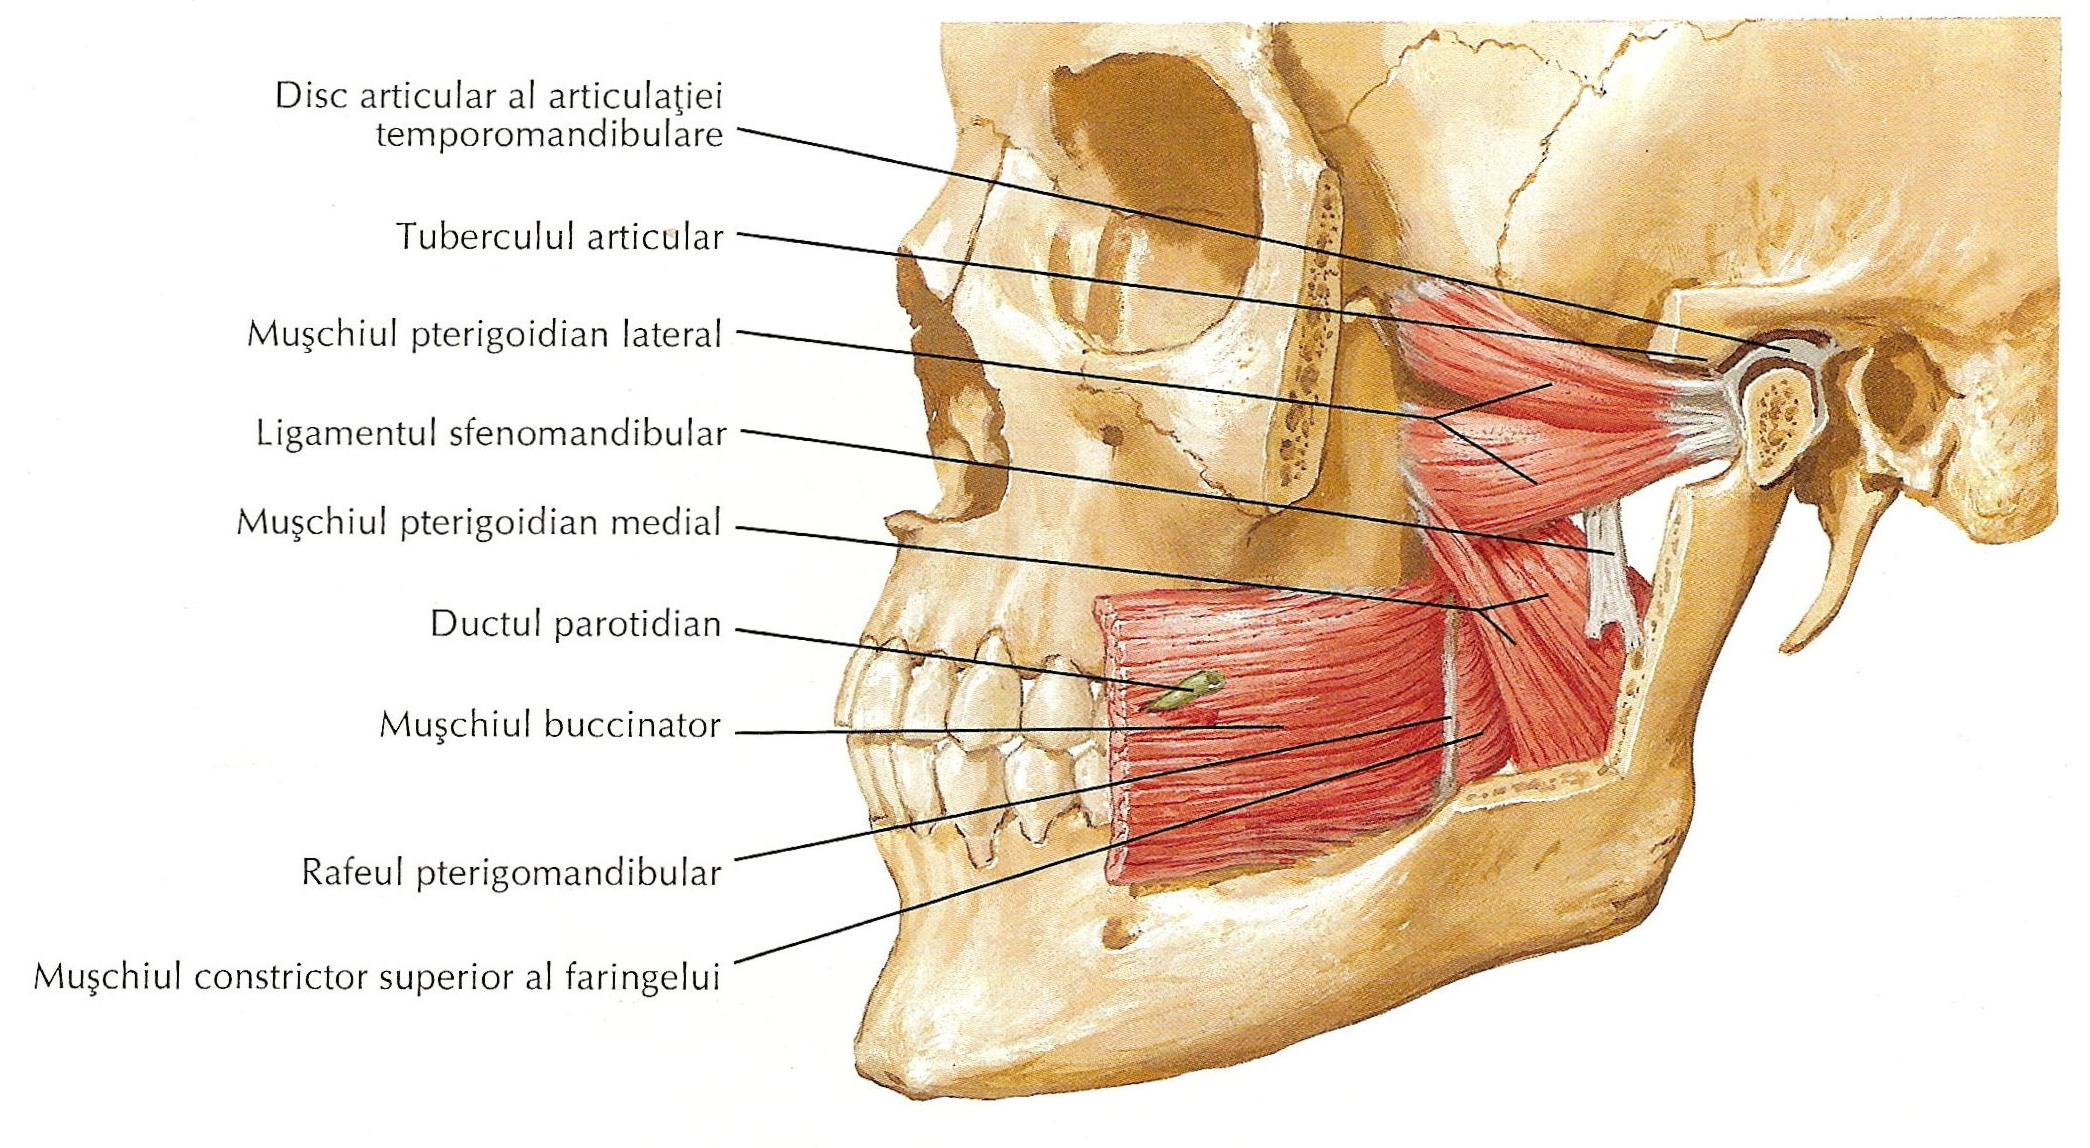 Disc articular al articulaţiei
temporomandibulare
Tuberculul articular
Muşchiul pterigoidian lateral
Ligamentul sfenomandibular
Muşchiul pterigoidian medial
Ductul parotidian
Muşchiul buccinator
Rafeul pterigomandibular
Muşchiul constrictor superior al faringelui